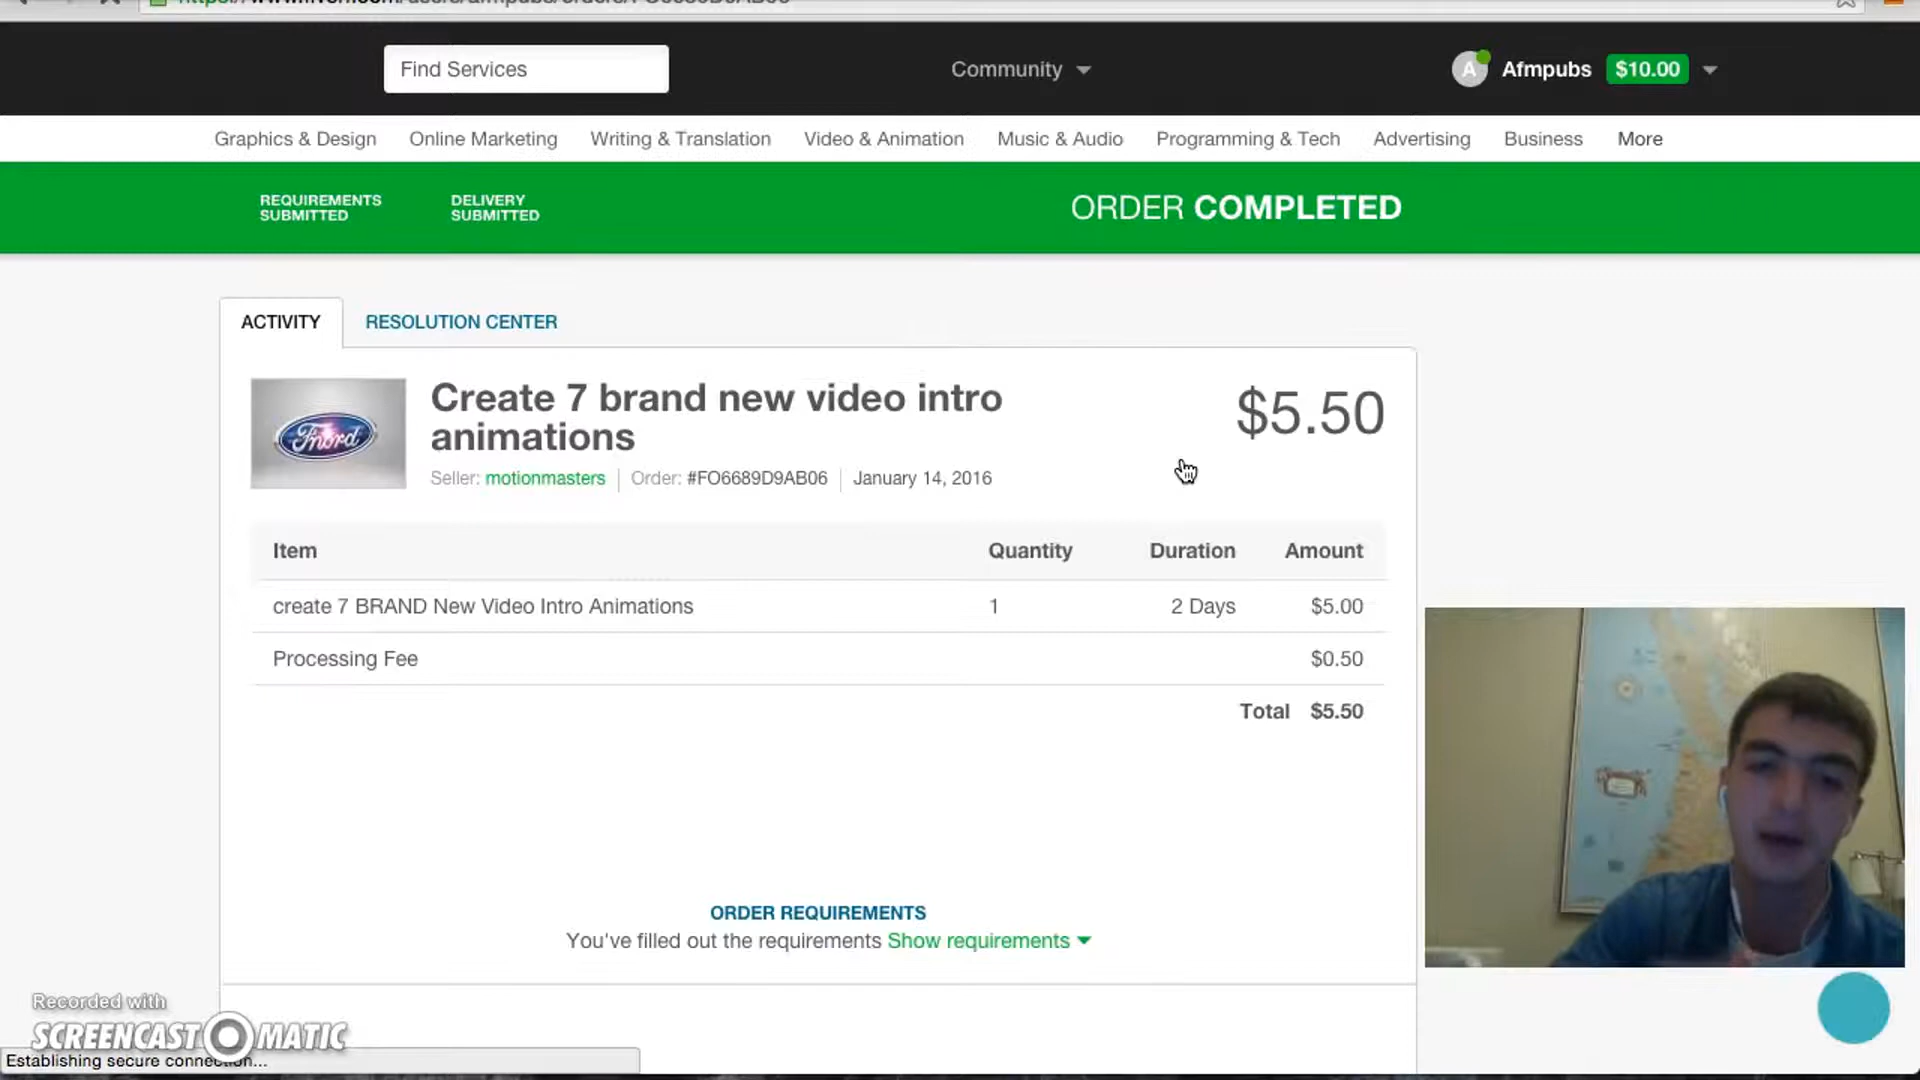 Find Services
Community
A
Afmpubs
$10.00
Graphics & Design
Online Marketing
Writing & Translation
Video & Animation
Music & Audio
Programming & Tech
Advertising
Business
More
REQUIREMENTS
SUBMITTED
DELIVERY
SUBMITTED
ORDER COMPLETED
ACTIVITY
RESOLUTION CENTER
Fnord
Create 7 brand new video intro
animations
$5.50
Seller: motionmasters
Order: #FO6689D9AB06
January 14, 2016
Item
Quantity
Duration
Amount
create 7 BRAND New Video Intro Animations
1
2 Days
$5.00
Processing Fee
$0.50
Total
$5.50
ORDER REQUIREMENTS
You've filled out the requirements Show requirements
Recorded with
SCREENCAST-O-MATIC
Establishing secure connection...